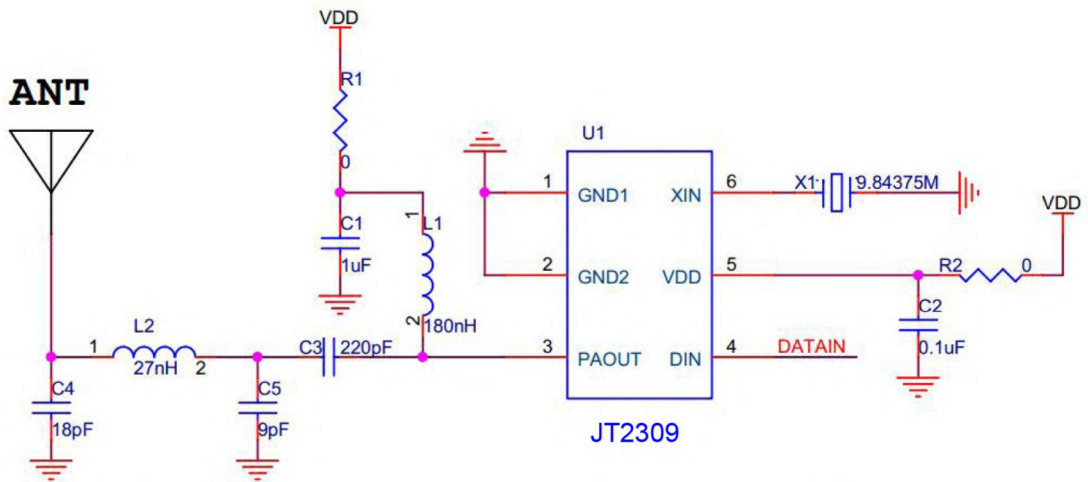 VDD
ANT
R1
0
C1
1uF
1
L1
2
180nH
U1
1
GND1
XIN
6
X1
9.84375M
2
GND2
VDD
5
R2
0
VDD
C2
0.1uF
3
PAOUT
DIN
4
DATAIN
JT2309
1
L2
27nH
2
C3
220pF
C4
18pF
C5
9pF